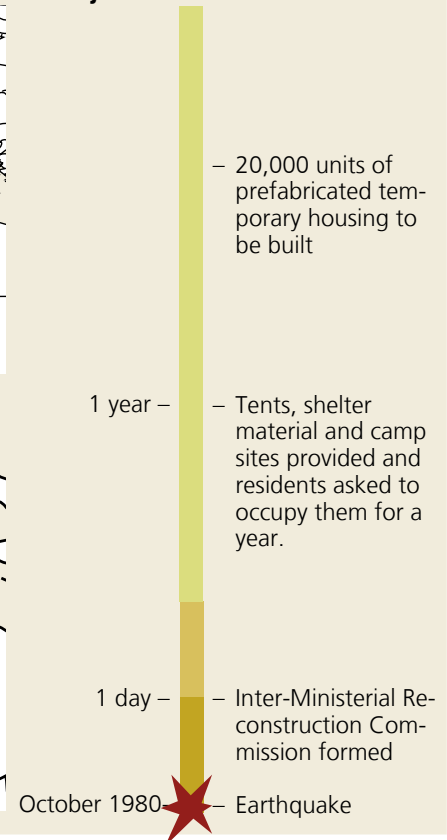 – 20,000 units of
prefabricated tem-
porary housing to
be built
1 year –
– Tents, shelter
material and camp
sites provided and
residents asked to
occupy them for a
year.
1 day –
– Inter-Ministerial Re-
construction Com-
mission formed
October 1980–
– Earthquake